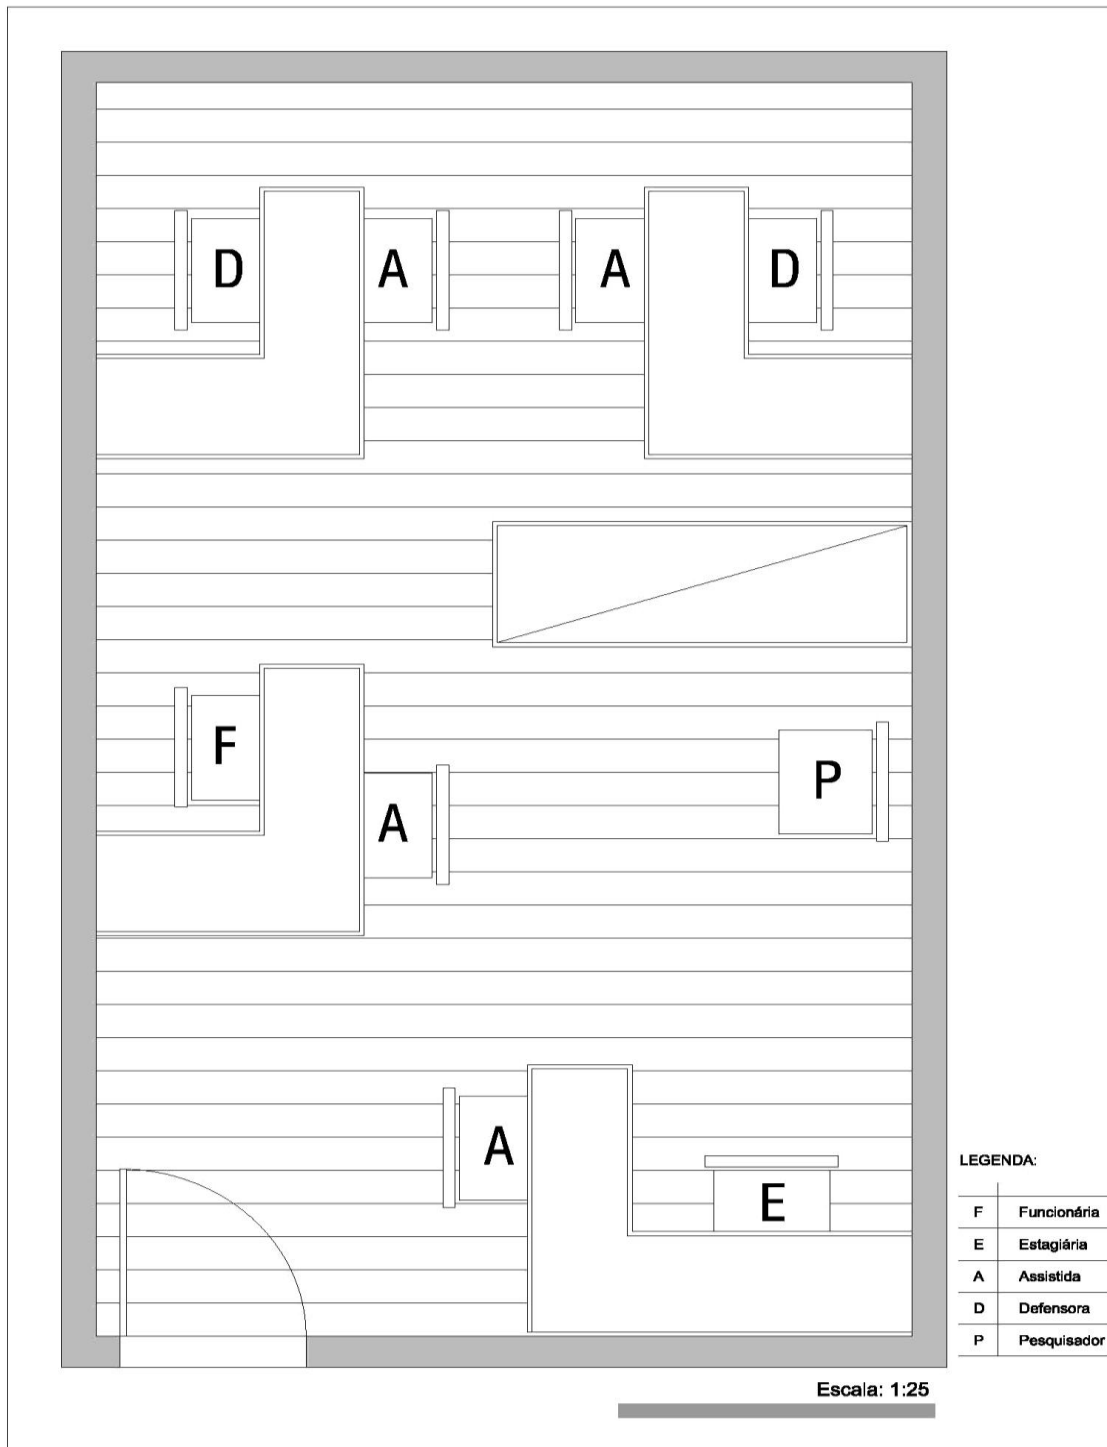 D A A D
F
P
A
A
E
LEGENDA:
F Funcionária
E Estagiária
A Assistida
D Defensora
P Pesquisador
Escala: 1:25